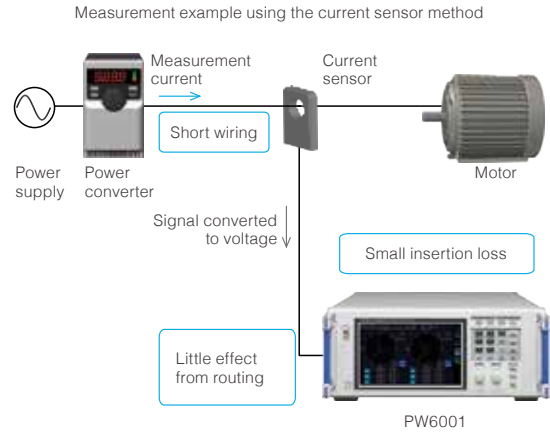 Measurement example using the current sensor method
Measurement
current
Current
sensor
Short wiring
Power
supply
Power
converter
Motor
Signal converted
to voltage
Small insertion loss
Little effect
from routing
PW6001